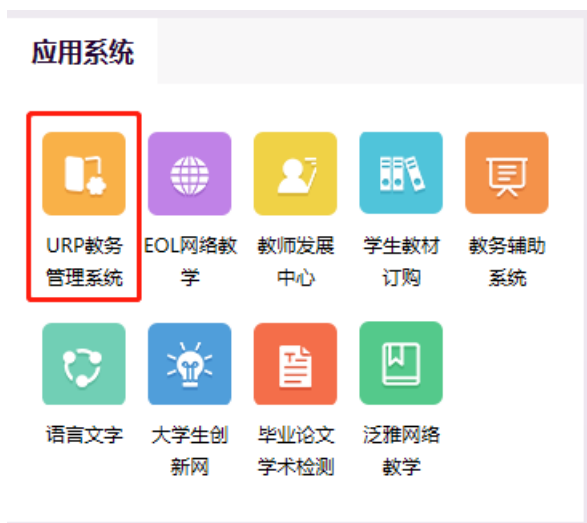 应用系统
URP教务 EOL网络教 教师发展 学生教材 教务辅助
管理系统 学 中心 订购 系统
语言文字 大学生创 毕业论文 泛雅网络
新网 学术检测 教学